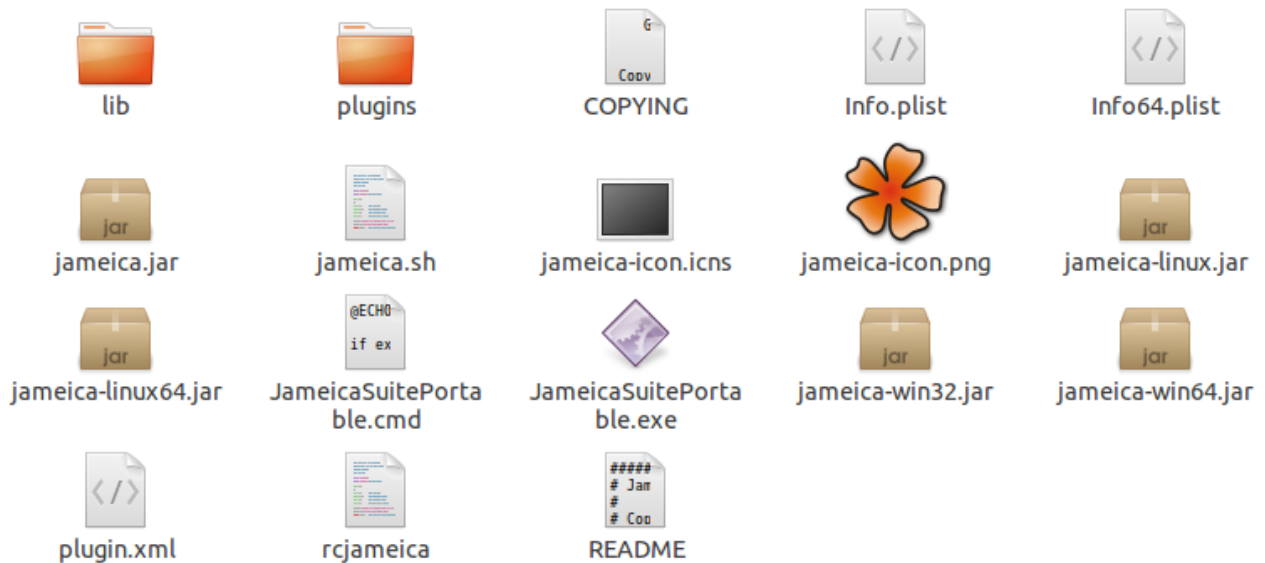 lib
plugins
G
Copy
COPYING
</>
Info.plist
</>
Info64.plist
jar
jameica.jar
jameica.sh
jameica-icon.icns
jameica-icon.png
jar
jameica-linux.jar
jar
jameica-linux64.jar
@ECHO
if ex
JameicaSuitePorta
ble.cmd
JameicaSuitePorta
ble.exe
jar
jameica-win32.jar
jar
jameica-win64.jar
</>
plugin.xml
rcjameica
#####
# Jam
#
# Cop
README